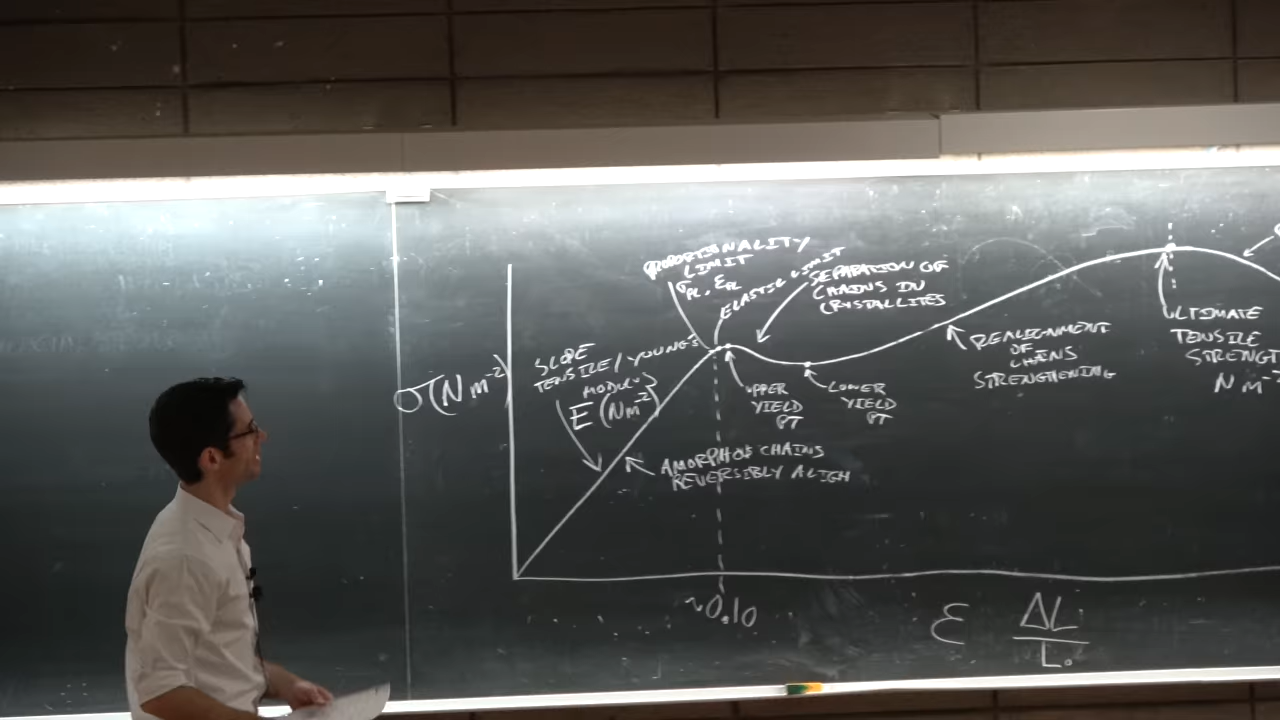 PROPORTIONALITY
LIMIT
σPL, εPL
ELASTIC LIMIT
SEPARATION OF
CHAINS IN
CRYSTALLITES
SLOPE
TENSILE/YOUNG'S
MODULUS
E (Nm⁻²)
σ(Nm⁻²)
UPPER
YIELD
PT
LOWER
YIELD
PT
REALIGNMENT
OF
CHAINS
STRENGTHENING
ULTIMATE
TENSILE
STRENGT
N m⁻
AMORPHOUS CHAINS
REVERSIBLY ALIGN
~0.10
ε ΔL
L₀